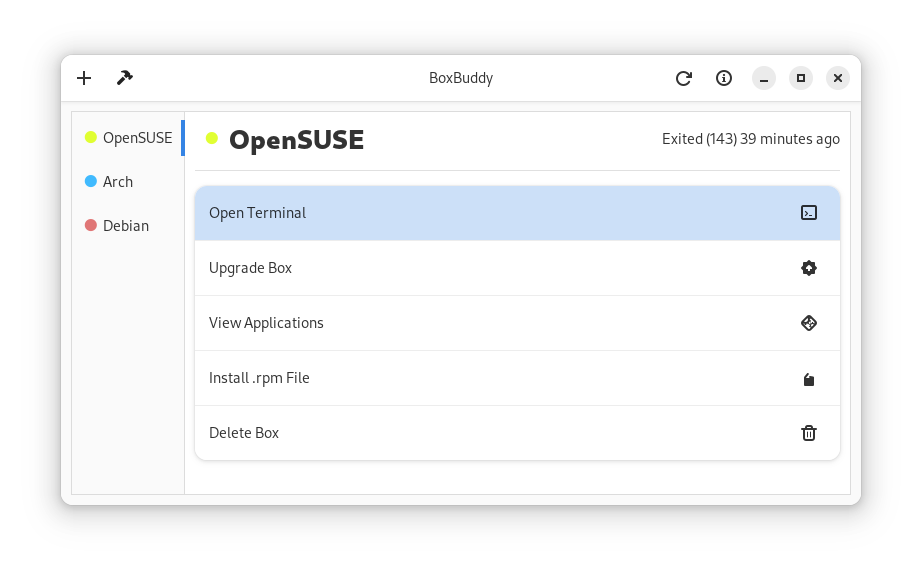 BoxBuddy
OpenSUSE
Arch
Debian
OpenSUSE
Exited (143) 39 minutes ago
Open Terminal
Upgrade Box
View Applications
Install .rpm File
Delete Box